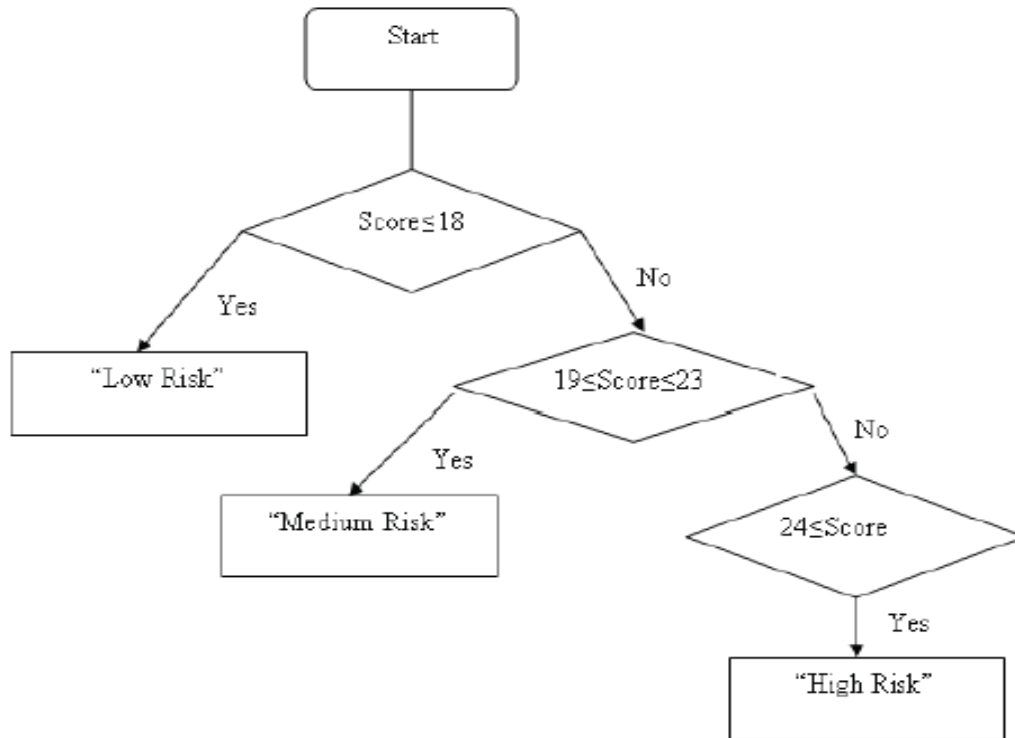 Start
Score≤18
Yes
No
“Low Risk”
19≤Score≤23
Yes
No
“Medium Risk”
24≤Score
Yes
“High Risk”